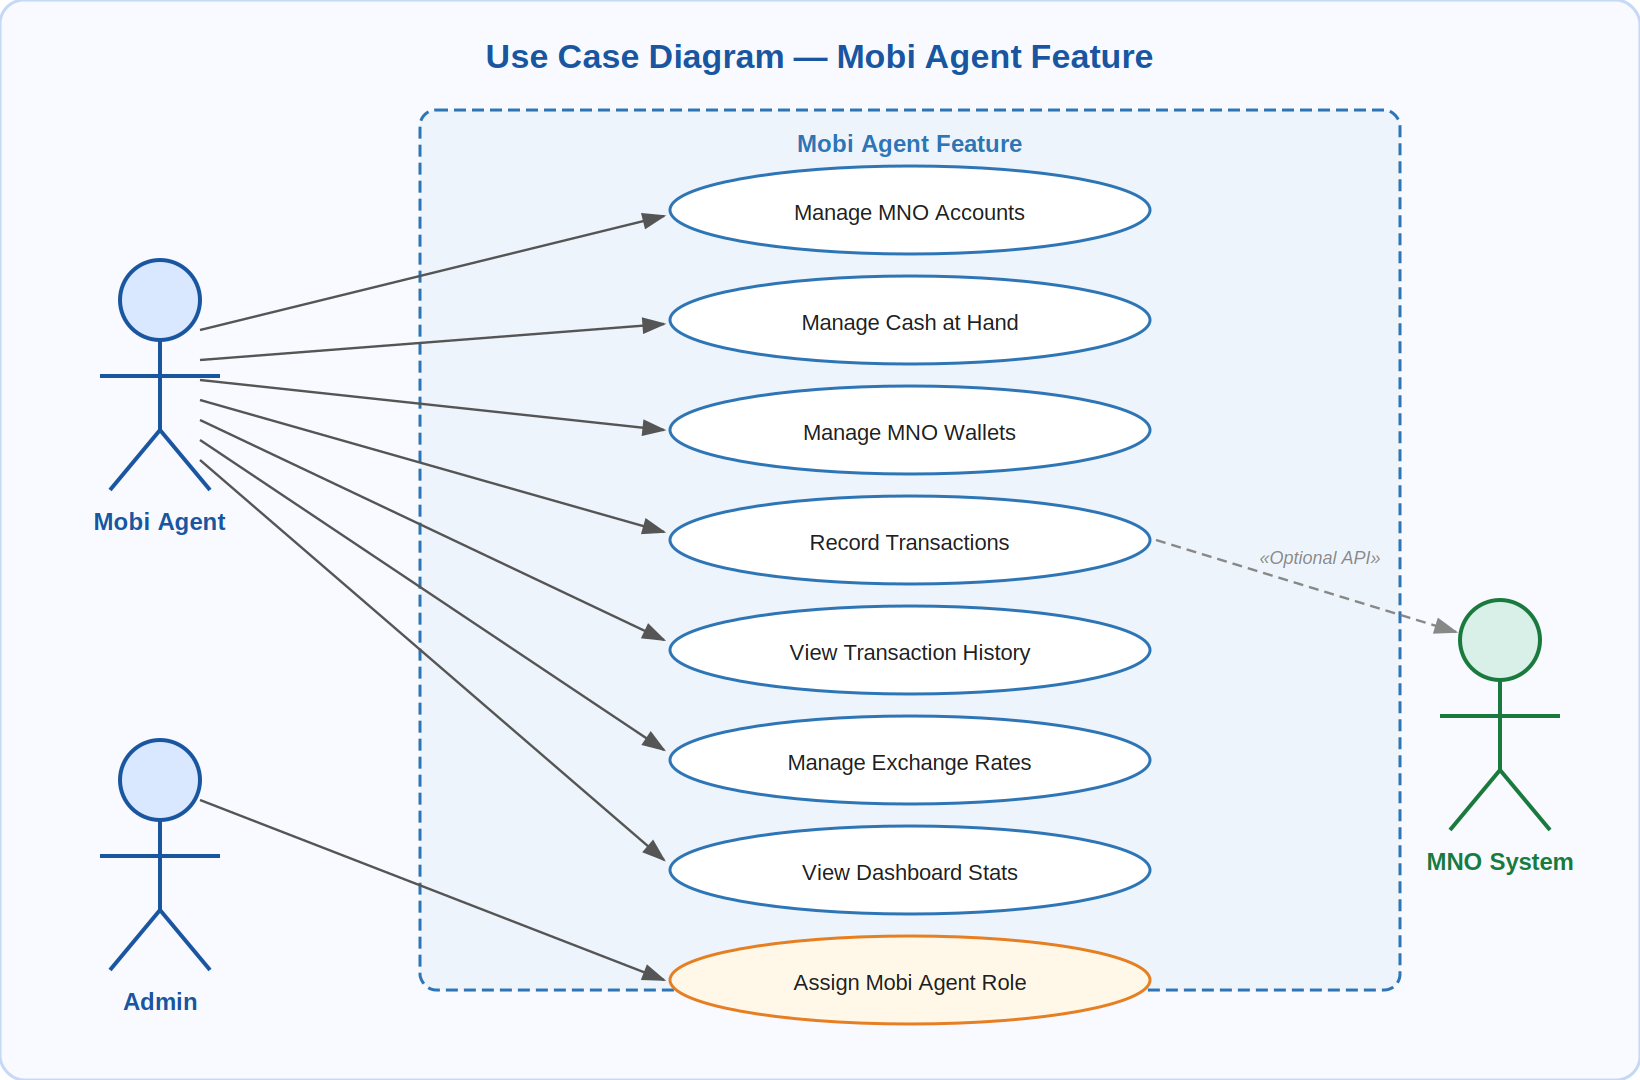 Use Case Diagram — Mobi Agent Feature
Mobi Agent Feature
Manage MNO Accounts
Manage Cash at Hand
Manage MNO Wallets
Mobi Agent
Record Transactions
«Optional API»
View Transaction History
Manage Exchange Rates
MNO System
View Dashboard Stats
Assign Mobi Agent Role
Admin